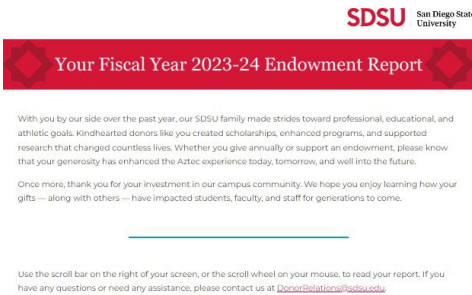 SDSU San Diego State
University
Your Fiscal Year 2023-24 Endowment Report
With you by our side over the past year, our SDSU family made strides toward professional, educational, and
athletic goals. Kindhearted donors like you created scholarships, enhanced programs, and supported
research that changed countless lives. Whether you give annually or support an endowment, please know
that your generosity has enhanced the Aztec experience today, tomorrow, and well into the future.
Once more, thank you for your investment in our campus community. We hope you enjoy learning how your
gifts — along with others — have impacted students, faculty, and staff for generations to come.
Use the scroll bar on the right of your screen, or the scroll wheel on your mouse, to read your report. If you
have any questions or need any assistance, please contact us at DonorRelations@sdsu.edu.